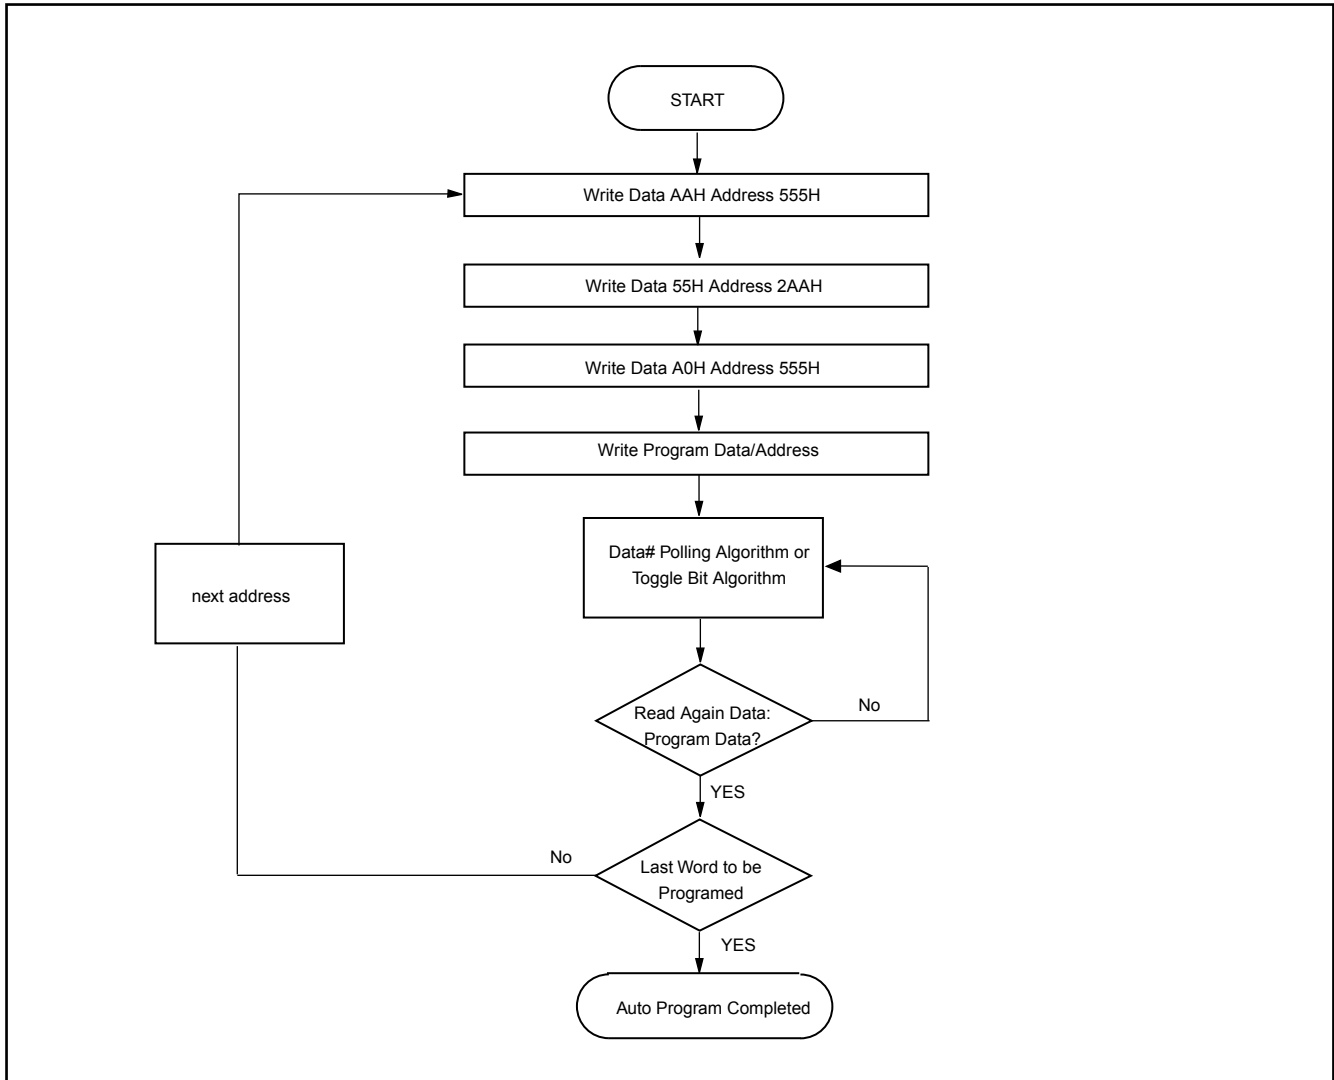 START
Write Data AAH Address 555H
Write Data 55H Address 2AAH
Write Data A0H Address 555H
Write Program Data/Address
Data# Polling Algorithm or
Toggle Bit Algorithm
next address
Read Again Data:
Program Data?
No
YES
No
Last Word to be
Programed
YES
Auto Program Completed